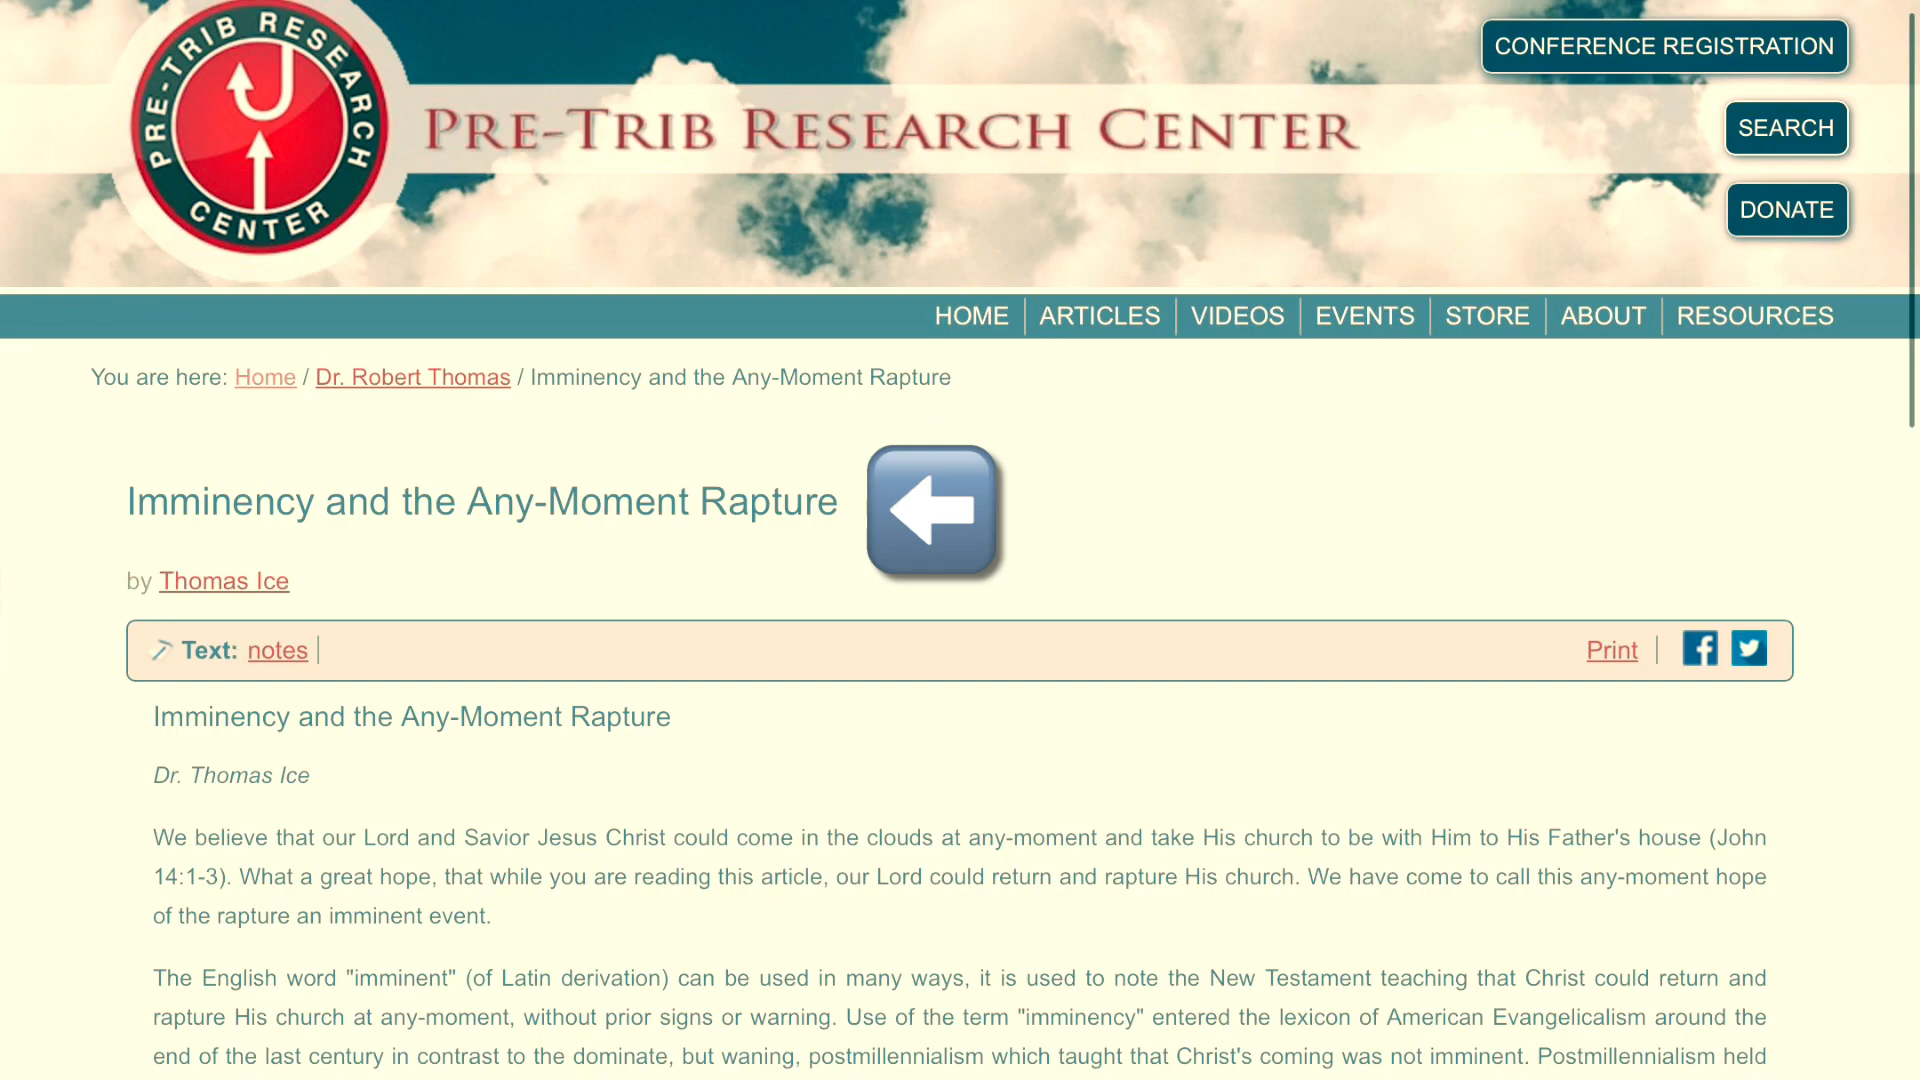 PRE-TRIB RESEARCH CENTER
PRE-TRIB RESEARCH CENTER
CONFERENCE REGISTRATION
SEARCH
DONATE
HOME ARTICLES VIDEOS EVENTS STORE ABOUT RESOURCES
You are here: Home / Dr. Robert Thomas / Imminency and the Any-Moment Rapture
Imminency and the Any-Moment Rapture
by Thomas Ice
Text: notes | Print |
Imminency and the Any-Moment Rapture
Dr. Thomas Ice
We believe that our Lord and Savior Jesus Christ could come in the clouds at any-moment and take His church to be with Him to His Father's house (John
14:1-3). What a great hope, that while you are reading this article, our Lord could return and rapture His church. We have come to call this any-moment hope
of the rapture an imminent event.
The English word "imminent" (of Latin derivation) can be used in many ways, it is used to note the New Testament teaching that Christ could return and
rapture His church at any-moment, without prior signs or warning. Use of the term "imminency" entered the lexicon of American Evangelicalism around the
end of the last century in contrast to the dominate, but waning, postmillennialism which taught that Christ's coming was not imminent. Postmillennialism held